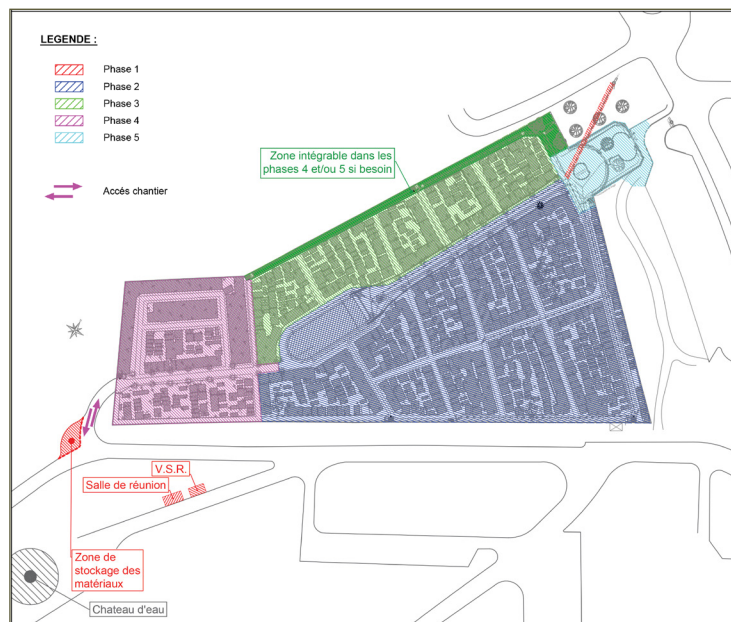 LEGENDE :
Phase 1
Phase 2
Phase 3
Phase 4
Phase 5
Accés chantier
Zone intégrable dans les
phases 4 et/ou 5 si besoin
V.S.R.
Salle de réunion
Zone de
stockage des
matériaux
Chateau d'eau